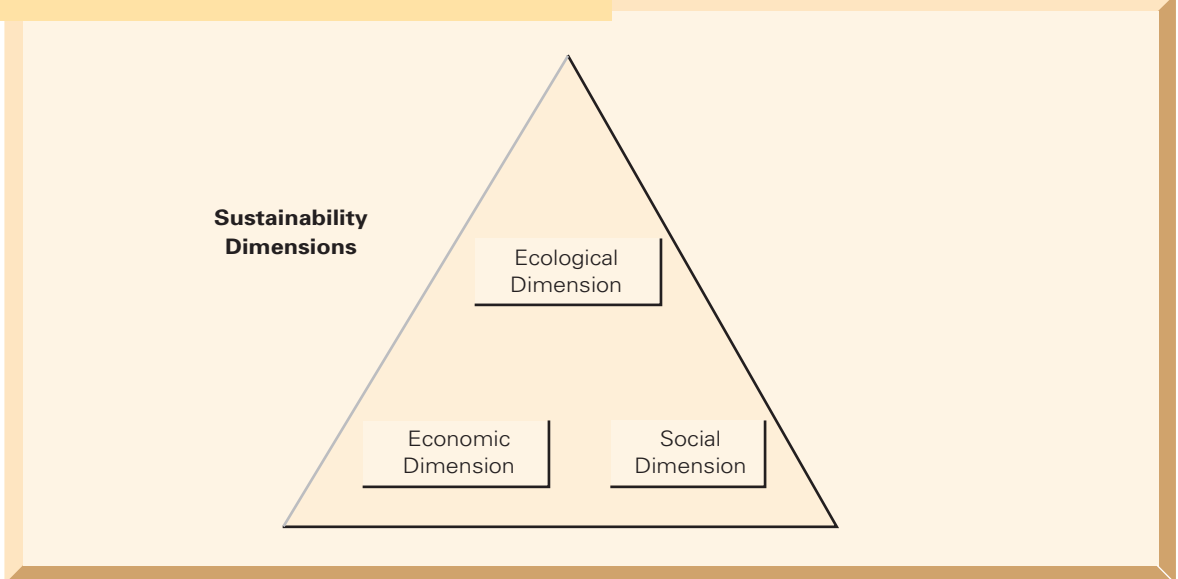 Sustainability
Dimensions
Ecological
Dimension
Economic
Dimension
Social
Dimension